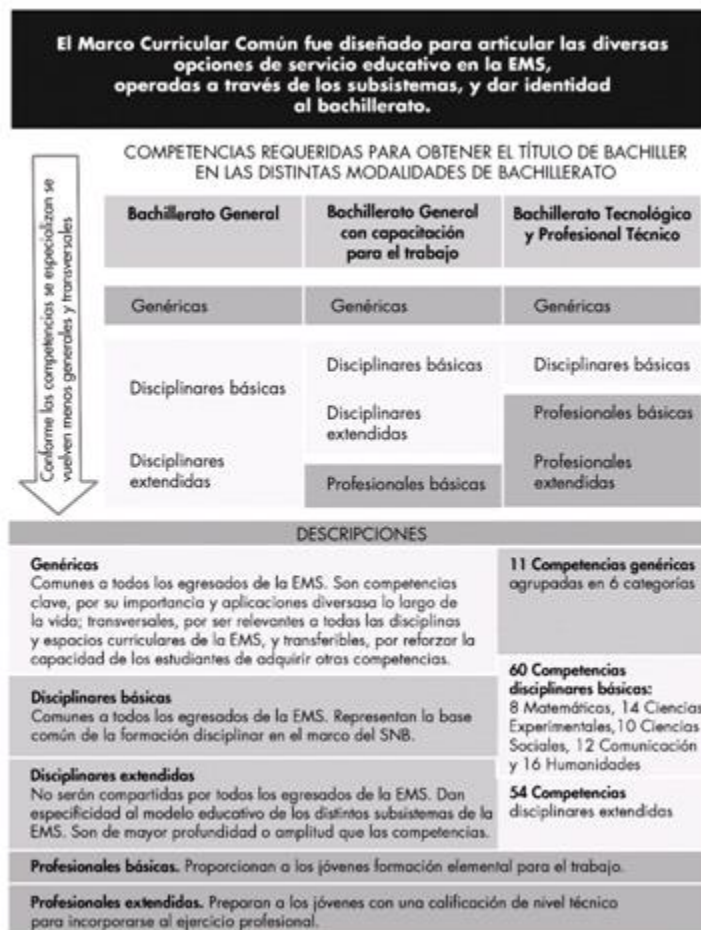 El Marco Curricular Común fue diseñado para articular las diversas
opciones de servicio educativo en la EMS,
operadas a través de los subsistemas, y dar identidad
al bachillerato.
COMPETENCIAS REQUERIDAS PARA OBTENER EL TÍTULO DE BACHILLER
EN LAS DISTINTAS MODALIDADES DE BACHILLERATO
Conforme las competencias se especializan se
vuelven menos generales y transversales
Bachillerato General
Bachillerato General
con capacitación
para el trabajo
Bachillerato Tecnológica
y Profesional Técnico
Genéricas
Genéricas
Genéricas
Disciplinares básicas
Disciplinares
extendidas
Disciplinares básicas
Disciplinares
extendidas
Profesionales básicas
Disciplinares básicas
Profesionales básicas
Profesionales
extendidas
DESCRIPCIONES
Genéricas
Comunes a todos los egresados de la EMS. Son competencias
clave, por su importancia y aplicaciones diversasa lo largo de
la vida; transversales, por ser relevantes a todas las disciplinas
y espacios curriculares de la EMS, y transferibles, por reforzar la
capacidad de los estudiantes de adquirir otras competencias.
11 Competencias genéricas
agrupadas en 6 categorías
Disciplinares básicas
Comunes a todos los egresados de la EMS. Representan la base
común de la formación disciplinar en el marco del SNB.
60 Competencias
disciplinares básicas:
8 Matemáticas, 14 Ciencias
Experimentales,10 Ciencias
Sociales, 12 Comunicación
y 16 Humanidades
Disciplinares extendidas
No serán compartidas por todos los egresados de la EMS. Dan
especificidad al modelo educativo de los distintos subsistemas de la
EMS. Son de mayor profundidad o amplitud que las competencias.
54 Competencias
disciplinares extendidas
Profesionales básicas. Proporcionan a los jóvenes formación elemental para el trabajo.
Profesionales extendidas. Preparan a los jóvenes con una calificación de nivel técnico
para incorporarse al ejercicio profesional.